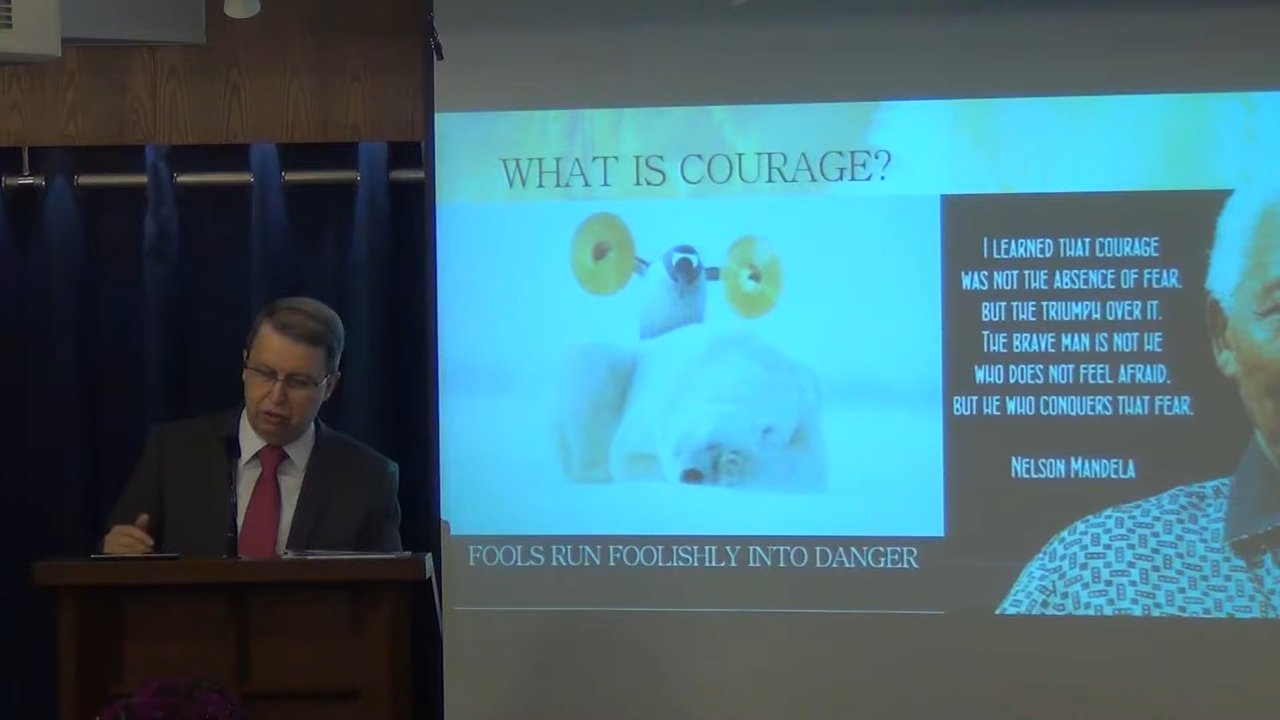 WHAT IS COURAGE?
I LEARNED THAT COURAGE
WAS NOT THE ABSENCE OF FEAR.
BUT THE TRIUMPH OVER IT.
THE BRAVE MAN IS NOT HE
WHO DOES NOT FEEL AFRAID.
BUT HE WHO CONQUERS THAT FEAR.
NELSON MANDELA
FOOLS RUN FOOLISHLY INTO DANGER